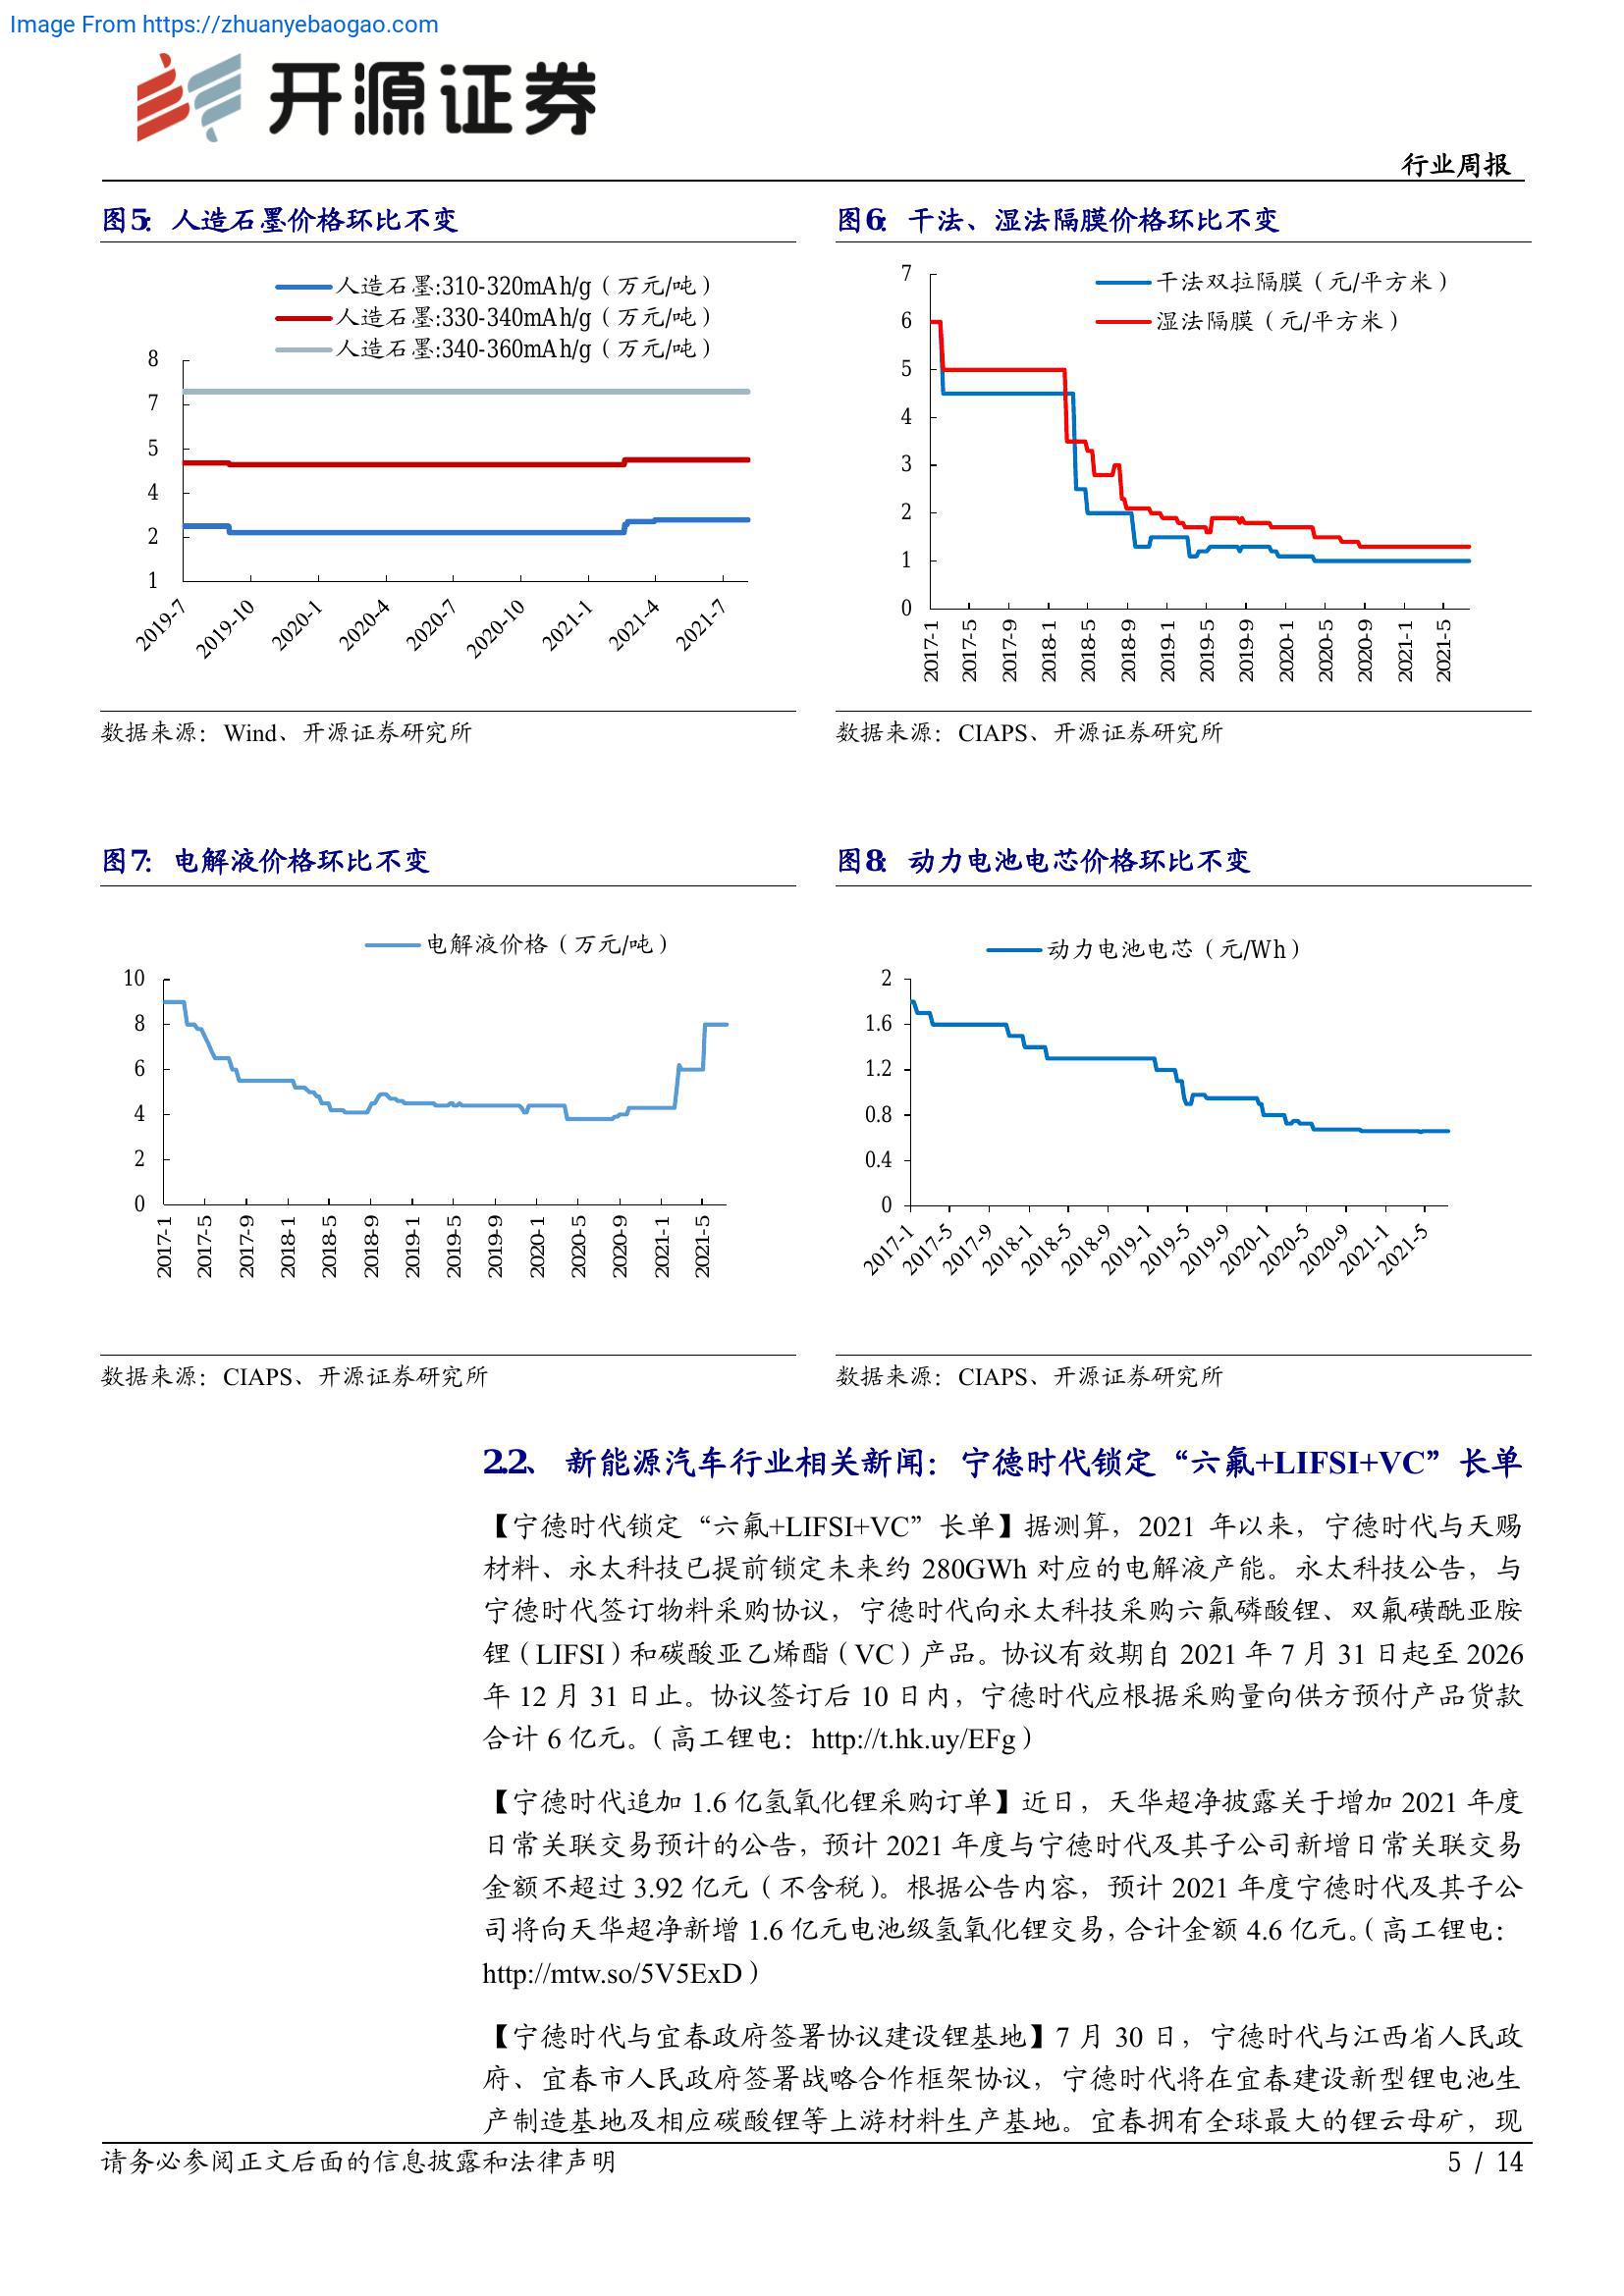 Image From https://zhuanyebaogao.com
开源证券
行业周报
图5: 人造石墨价格环比不变
人造石墨:310-320mAh/g（万元/吨）
人造石墨:330-340mAh/g（万元/吨）
人造石墨:340-360mAh/g（万元/吨）
8
7
5
4
2
1
2019-7 2019-10 2020-1 2020-4 2020-7 2020-10 2021-1 2021-4 2021-7
数据来源：Wind、开源证券研究所
图6: 干法、湿法隔膜价格环比不变
干法双拉隔膜（元/平方米）
湿法隔膜（元/平方米）
7
6
5
4
3
2
1
0
2017-1 2017-5 2017-9 2018-1 2018-5 2018-9 2019-1 2019-5 2019-9 2020-1 2020-5 2020-9 2021-1 2021-5
数据来源：CIAPS、开源证券研究所
图7: 电解液价格环比不变
电解液价格（万元/吨）
10
8
6
4
2
0
2017-1 2017-5 2017-9 2018-1 2018-5 2018-9 2019-1 2019-5 2019-9 2020-1 2020-5 2020-9 2021-1 2021-5
数据来源：CIAPS、开源证券研究所
图8: 动力电池电芯价格环比不变
动力电池电芯（元/Wh）
2
1.6
1.2
0.8
0.4
0
2017-1 2017-5 2017-9 2018-1 2018-5 2018-9 2019-1 2019-5 2019-9 2020-1 2020-5 2020-9 2021-1 2021-5
数据来源：CIAPS、开源证券研究所
2.2、 新能源汽车行业相关新闻：宁德时代锁定“六氟+LIFSI+VC”长单
【宁德时代锁定“六氟+LIFSI+VC”长单】据测算，2021 年以来，宁德时代与天赐
材料、永太科技已提前锁定未来约 280GWh 对应的电解液产能。永太科技公告，与
宁德时代签订物料采购协议，宁德时代向永太科技采购六氟磷酸锂、双氟磺酰亚胺
锂（LIFSI）和碳酸亚乙烯酯（VC）产品。协议有效期自 2021 年 7 月 31 日起至 2026
年 12 月 31 日止。协议签订后 10 日内，宁德时代应根据采购量向供方预付产品货款
合计 6 亿元。（高工锂电：http://t.hk.uy/EFg）
【宁德时代追加 1.6 亿氢氧化锂采购订单】近日，天华超净披露关于增加 2021 年度
日常关联交易预计的公告，预计 2021 年度与宁德时代及其子公司新增日常关联交易
金额不超过 3.92 亿元（不含税）。根据公告内容，预计 2021 年度宁德时代及其子公
司将向天华超净新增 1.6 亿元电池级氢氧化锂交易，合计金额 4.6 亿元。（高工锂电：
http://mtw.so/5V5ExD）
【宁德时代与宜春政府签署协议建设锂基地】7 月 30 日，宁德时代与江西省人民政
府、宜春市人民政府签署战略合作框架协议，宁德时代将在宜春建设新型锂电池生
产制造基地及相应碳酸锂等上游材料生产基地。宜春拥有全球最大的锂云母矿，现
请务必参阅正文后面的信息披露和法律声明
5 / 14